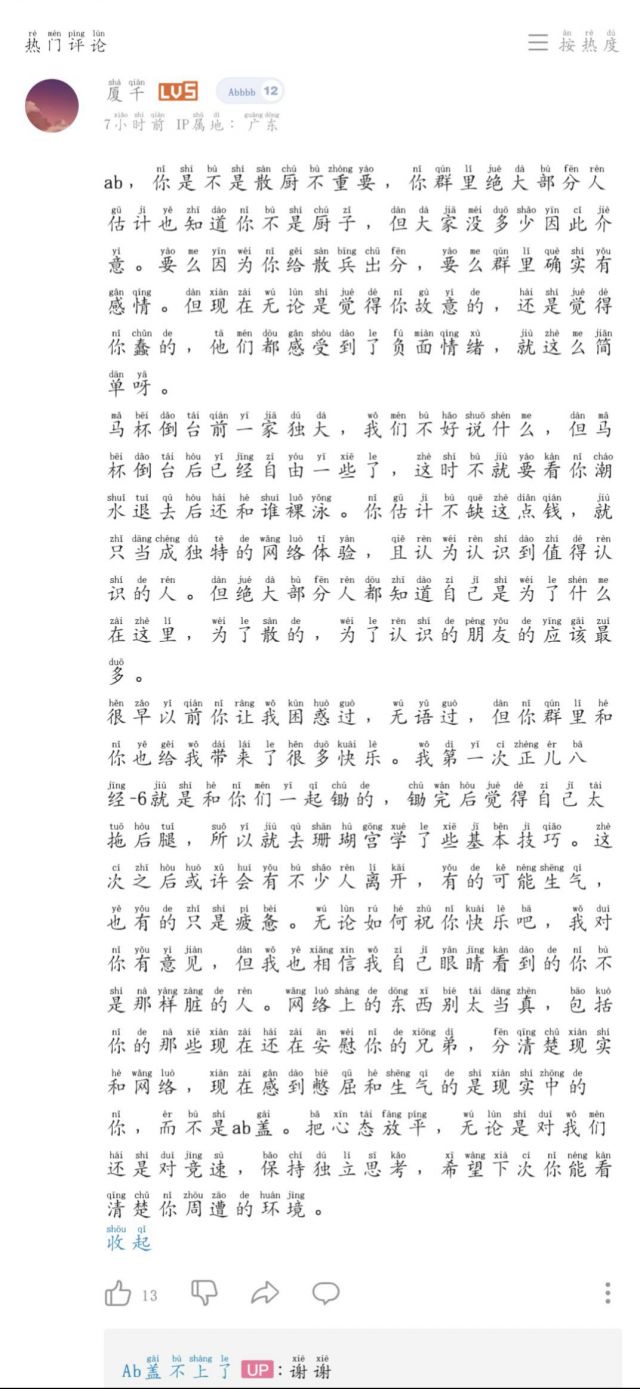 热门评论 按热度
厦千 LV5 Abbbb 12
7小时前 IP属地：广东
ab，你是不是散厨不重要，你群里绝大部分人
估计也知道你不是厨子，但大家没多少因此介
意。要么因为你给散兵出分，要么群里确实有
感情。但现在无论是觉得你故意的，还是觉得
你蠢的，他们都感受到了负面情绪，就这么简
单呀。
马杯倒台前一家独大，我们不好说什么，但马
杯倒台后已经自由一些了，这时不就要看你潮
水退去后还和谁裸泳。你估计不缺这点钱，就
只当成独特的网络体验，且认为认识到值得认
识的人。但绝大部分人都知道自己是为了什么
在这里，为了散的，为了认识的朋友的应该最
多。
很早以前你让我困惑过，无语过，但你群里和
你也给我带来了很多快乐。我第一次正儿八
经-6就是和你们一起锄的，锄完后觉得自己太
拖后腿，所以就去珊瑚宫学了些基本技巧。这
次之后或许会有不少人离开，有的可能生气，
也有的只是疲惫。无论如何祝你快乐吧，我对
你有意见，但我也相信我自己眼睛看到的你不
是那样脏的人。网络上的东西别太当真，包括
你的那些现在还在安慰你的兄弟，分清楚现实
和网络，现在感到憋屈和生气的是现实中的
你，而不是ab盖。把心态放平，无论是对我们
还是对竞速，保持独立思考，希望下次你能看
清楚你周遭的环境。
收起
13
Ab盖不上了 UP：谢谢